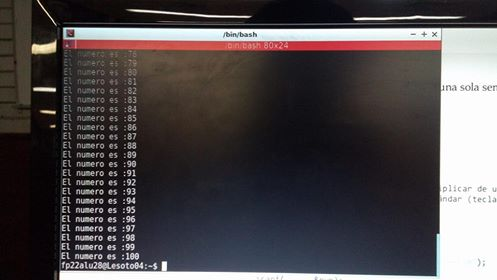 /bin/bash
/bin/bash 80x24
El numero es :78
El numero es :79
El numero es :80
El numero es :81
El numero es :82
El numero es :83
El numero es :84
El numero es :85
El numero es :86
El numero es :87
El numero es :88
El numero es :89
El numero es :90
El numero es :91
El numero es :92
El numero es :93
El numero es :94
El numero es :95
El numero es :96
El numero es :97
El numero es :98
El numero es :99
El numero es :100
fp22alu28@Lesoto04:~$
una sola sen
plicar de u
ndar (tecla
);